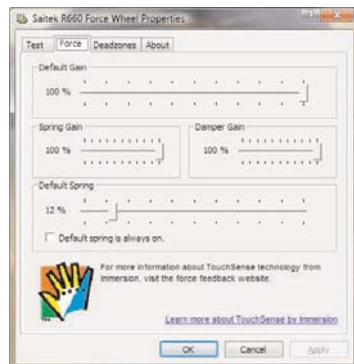 Saitek R660 Force Wheel Properties
Test Force Deadzones About
Default Gain
100 %
Spring Gain Damper Gain
100 % 100 %
Default Spring
12 %
Default spring is always on.
For more information about TouchSense technology from
Immersion, visit the force feedback website.
Learn more about TouchSense by Immersion
OK Cancel Apply